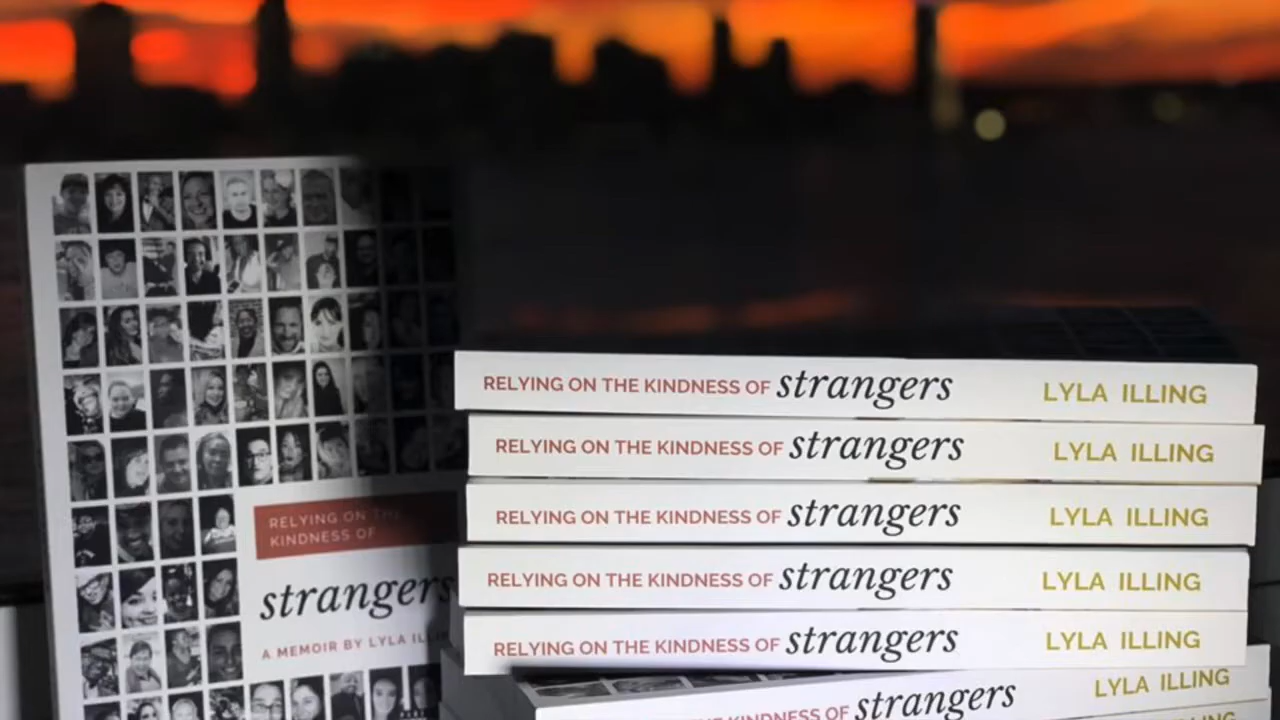 RELYING ON THE
KINDNESS OF
strangers
A MEMOIR BY LYLA ILLING
RELYING ON THE KINDNESS OF strangers LYLA ILLING
RELYING ON THE KINDNESS OF strangers LYLA ILLING
RELYING ON THE KINDNESS OF strangers LYLA ILLING
RELYING ON THE KINDNESS OF strangers LYLA ILLING
RELYING ON THE KINDNESS OF strangers LYLA ILLING
KINDNESS OF strangers LYLA ILLING